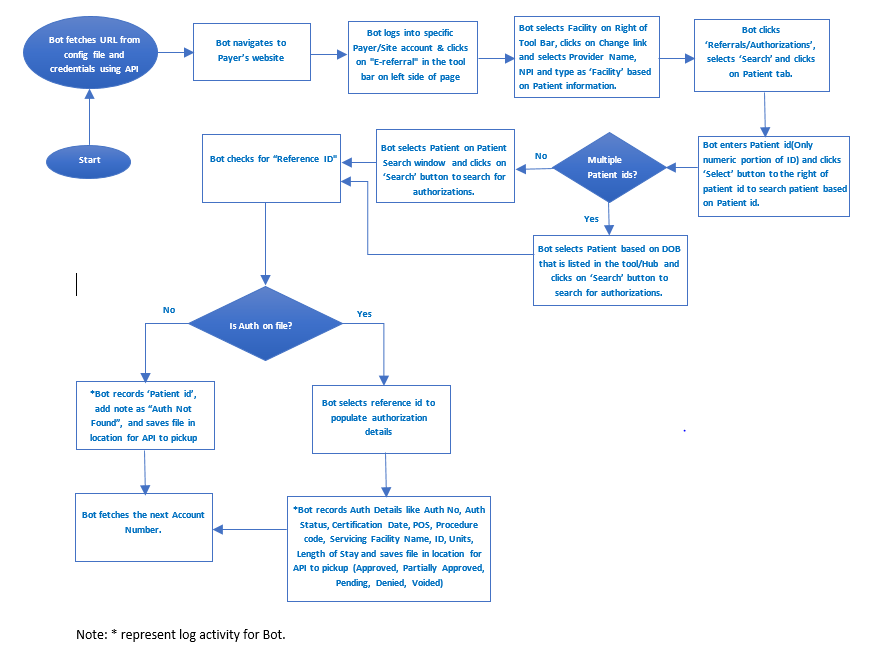 Bot fetches URL from
config file and
credentials using API
Bot navigates to
Payer's website
Bot logs into specific
Payer/Site account & clicks
on "E-referral" in the tool
bar on left side of page
Bot selects Facility on Right of
Tool Bar, clicks on Change link
and selects Provider Name,
NPI and type as 'Facility' based
on Patient information.
Bot clicks
'Referrals/Authorizations',
selects 'Search' and clicks
on Patient tab.
Start
Bot checks for "Reference ID"
Bot selects Patient on Patient
Search window and clicks on
'Search' button to search for
authorizations.
No
Multiple
Patient ids?
Bot enters Patient id(Only
numeric portion of ID) and clicks
'Select' button to the right of
patient id to search patient based
on Patient id.
Yes
Bot selects Patient based on DOB
that is listed in the tool/Hub and
clicks on 'Search' button to
search for authorizations.
No
Is Auth on file?
Yes
*Bot records 'Patient id',
add note as "Auth Not
Found", and saves file in
location for API to pickup
Bot selects reference id to
populate authorization
details
Bot fetches the next Account
Number.
*Bot records Auth Details like Auth No, Auth
Status, Certification Date, POS, Procedure
code, Servicing Facility Name, ID, Units,
Length of Stay and saves file in location for
API to pickup (Approved, Partially Approved,
Pending, Denied, Voided)
Note: * represent log activity for Bot.